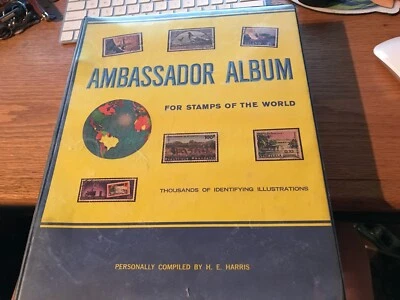 AMBASSADOR ALBUM
FOR STAMPS OF THE WORLD
THOUSANDS OF IDENTIFYING ILLUSTRATIONS
PERSONALLY COMPILED BY H. E. HARRIS